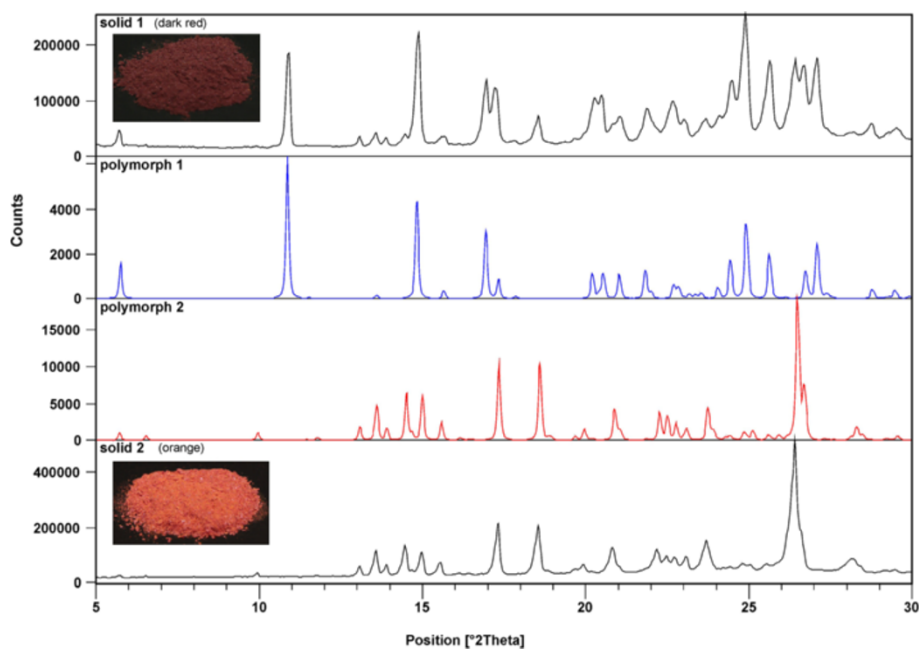 solid 1 (dark red)
200000
100000
0
polymorph 1
4000
2000
0
polymorph 2
15000
10000
5000
0
solid 2 (orange)
400000
200000
0
Counts
5 10 15 20 25 30
Position [°2Theta]